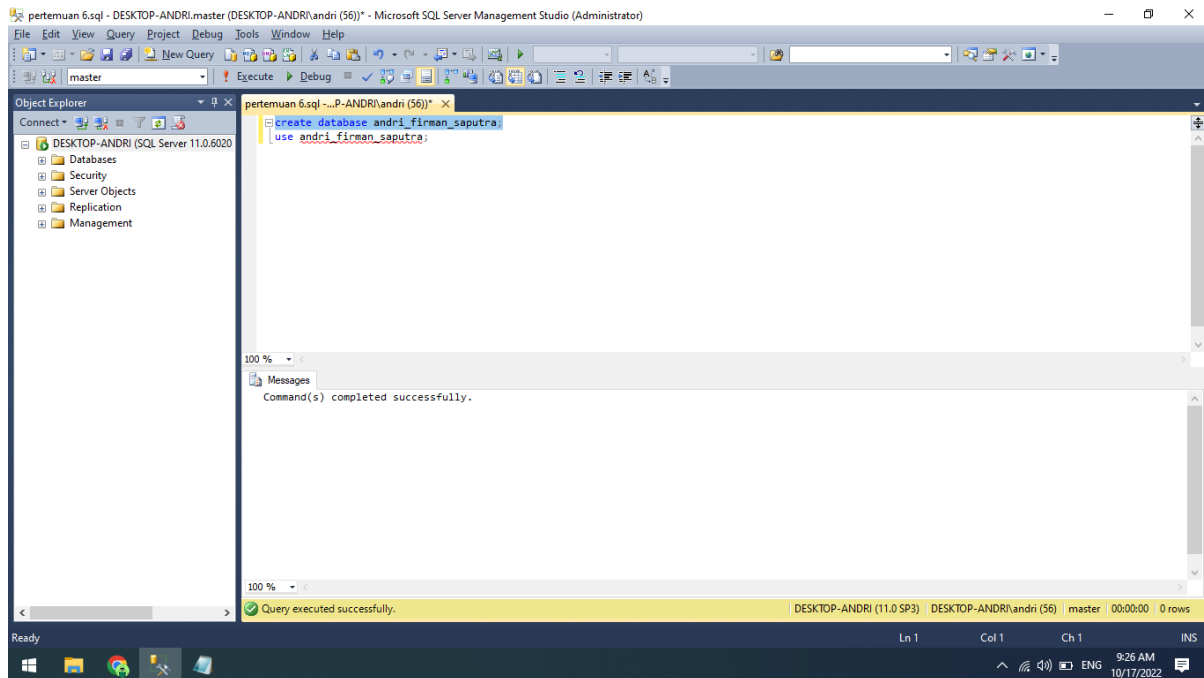 pertemuan 6.sql - DESKTOP-ANDRI.master (DESKTOP-ANDRI\andri (56))* - Microsoft SQL Server Management Studio (Administrator)
File Edit View Query Project Debug Tools Window Help
New Query
master Execute Debug
Object Explorer
Connect
DESKTOP-ANDRI (SQL Server 11.0.6020
Databases
Security
Server Objects
Replication
Management
pertemuan 6.sql -...P-ANDRI\andri (56))*
create database andri_firman_saputra;
use andri_firman_saputra;
100 %
Messages
Command(s) completed successfully.
100 %
Query executed successfully. DESKTOP-ANDRI (11.0 SP3) DESKTOP-ANDRI\andri (56) master 00:00:00 0 rows
Ready Ln 1 Col 1 Ch 1 INS
ENG 9:26 AM
10/17/2022